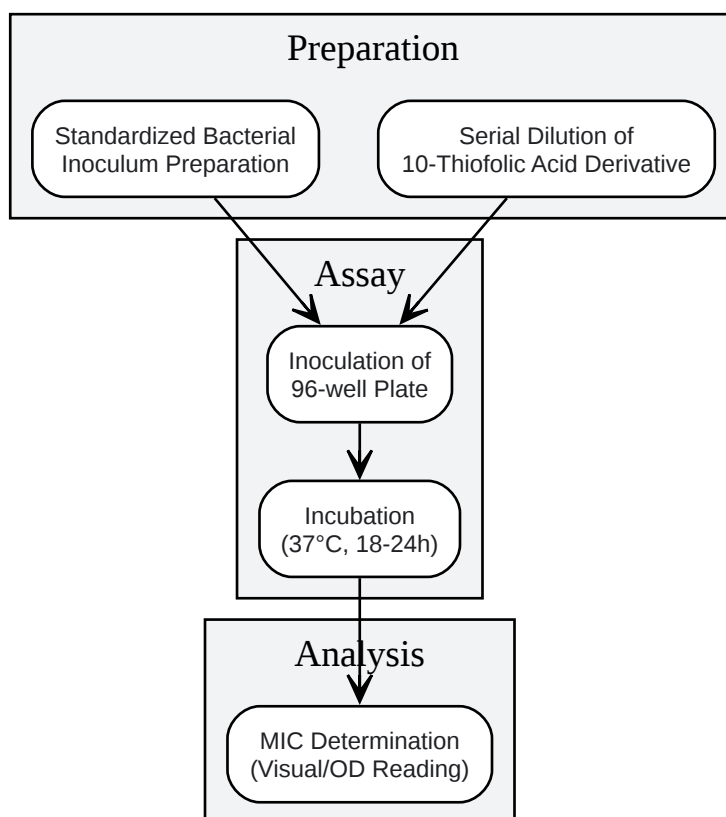 Preparation
Standardized Bacterial
Inoculum Preparation
Serial Dilution of
10-Thiofolic Acid Derivative
Assay
Inoculation of
96-well Plate
Incubation
(37°C, 18-24h)
Analysis
MIC Determination
(Visual/OD Reading)